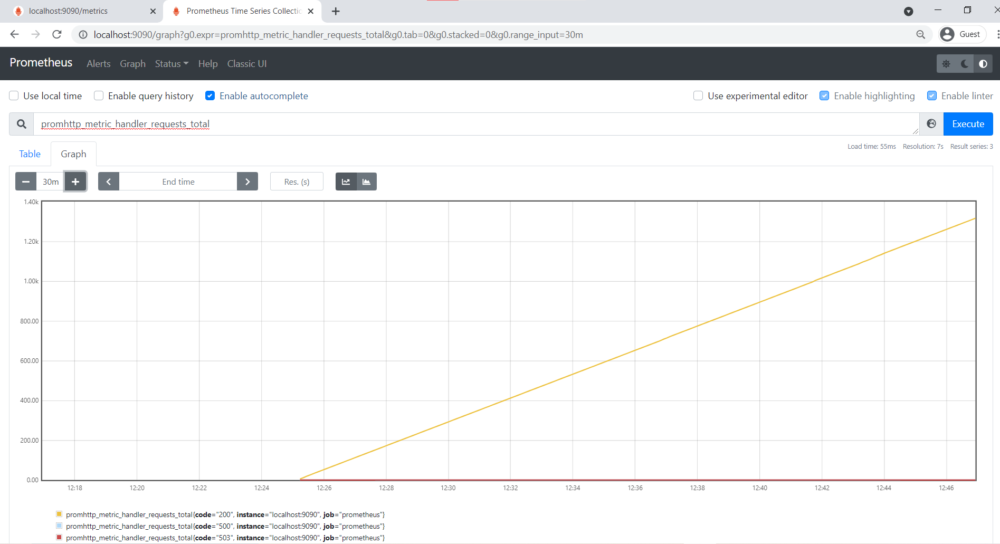 localhost:9090/metrics
Prometheus Time Series Collectic
localhost:9090/graph?g0.expr=promhttp_metric_handler_requests_total&g0.tab=0&g0.stacked=0&g0.range_input=30m
Guest
Prometheus Alerts Graph Status Help Classic UI
Use local time Enable query history Enable autocomplete Use experimental editor Enable highlighting Enable linter
promhttp_metric_handler_requests_total Execute
Load time: 55ms Resolution: 7s Result series: 3
Table Graph
30m End time Res. (s)
1.40k
1.20k
1.00k
800.00
600.00
400.00
200.00
0.00
12:18 12:20 12:22 12:24 12:26 12:28 12:30 12:32 12:34 12:36 12:38 12:40 12:42 12:44 12:46
promhttp_metric_handler_requests_total{code="200", instance="localhost:9090", job="prometheus"}
promhttp_metric_handler_requests_total{code="500", instance="localhost:9090", job="prometheus"}
promhttp_metric_handler_requests_total{code="503", instance="localhost:9090", job="prometheus"}